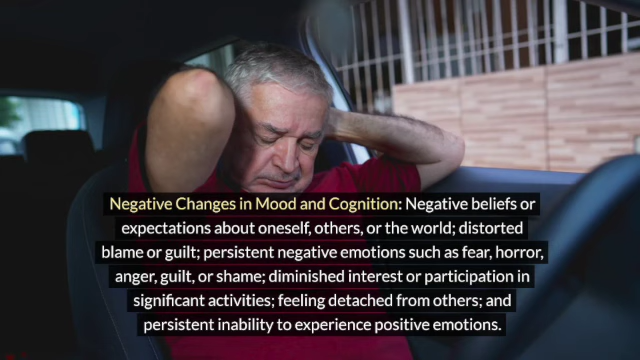 Negative Changes in Mood and Cognition: Negative beliefs or
expectations about oneself, others, or the world; distorted
blame or guilt; persistent negative emotions such as fear, horror,
anger, guilt, or shame; diminished interest or participation in
significant activities; feeling detached from others; and
persistent inability to experience positive emotions.